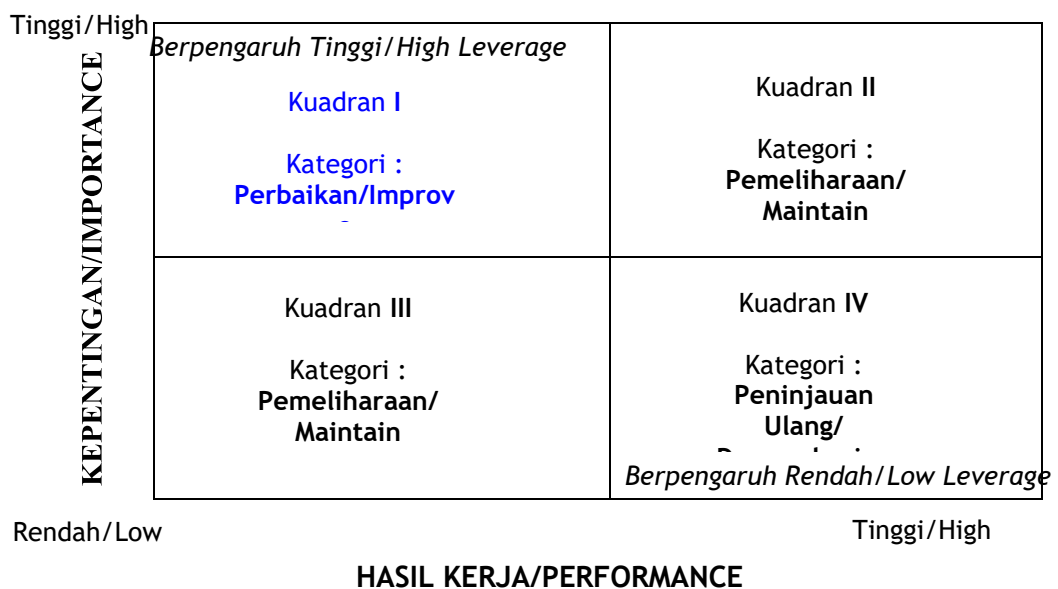 Tinggi/High
Berpengaruh Tinggi/High Leverage
KEPENTINGAN/IMPORTANCE
Kuadran I
Kategori :
Perbaikan/Improv
Kuadran II
Kategori :
Pemeliharaan/
Maintain
Kuadran III
Kategori :
Pemeliharaan/
Maintain
Kuadran IV
Kategori :
Peninjauan
Ulang/
Berpengaruh Rendah/Low Leverage
Rendah/Low
Tinggi/High
HASIL KERJA/PERFORMANCE